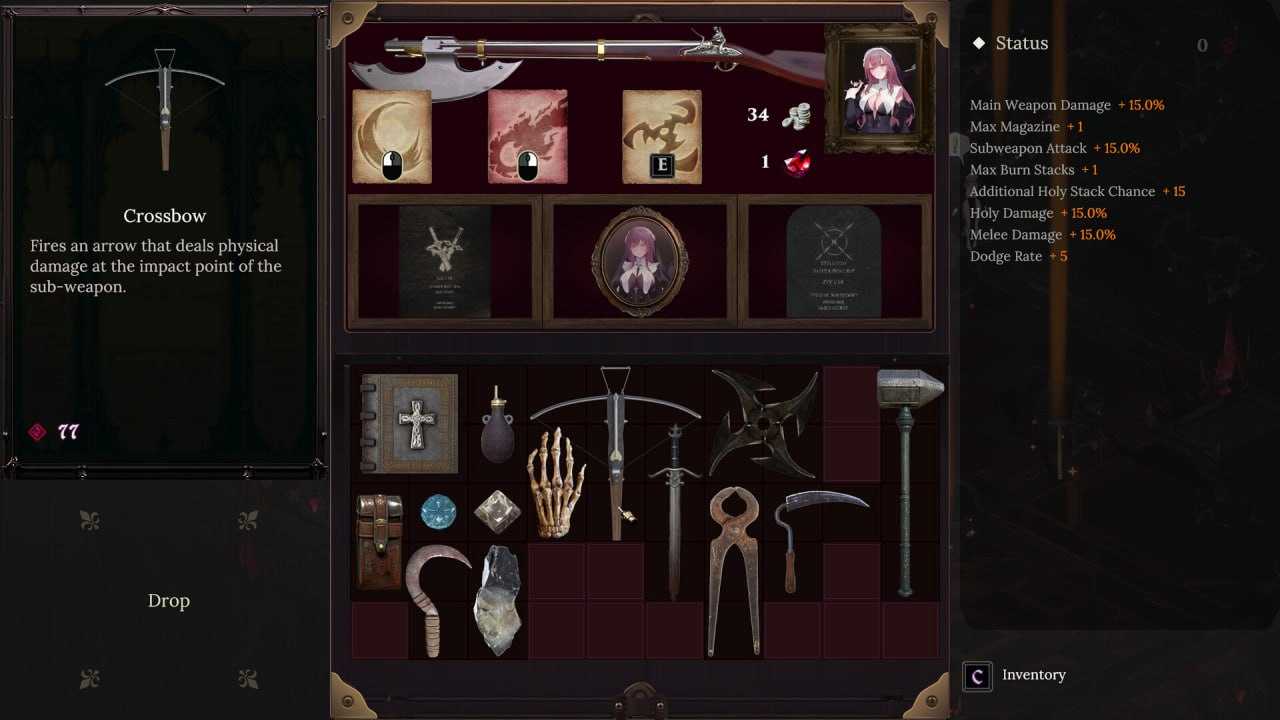 Crossbow
Fires an arrow that deals physical
damage at the impact point of the
sub-weapon.
77
Drop
E
34
1
Status
0
Main Weapon Damage + 15.0%
Max Magazine + 1
Subweapon Attack + 15.0%
Max Burn Stacks + 1
Additional Holy Stack Chance + 15
Holy Damage + 15.0%
Melee Damage + 15.0%
Dodge Rate + 5
C Inventory